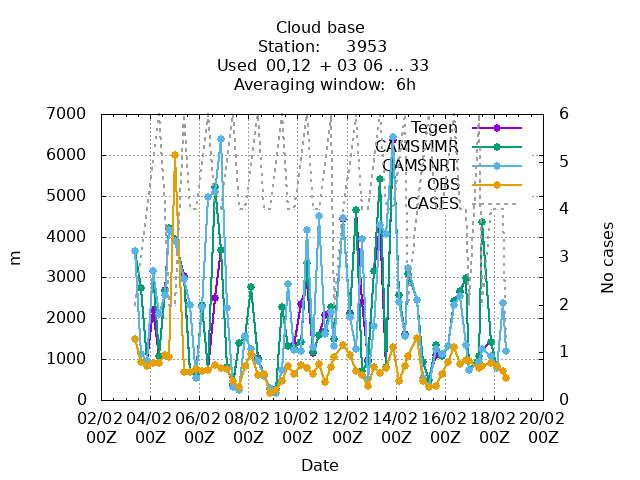 Cloud base
Station: 3953
Used 00,12 + 03 06 ... 33
Averaging window: 6h
7000
6000
5000
4000
3000
2000
1000
0
m
6
5
4
3
2
1
0
No cases
Tegen
CAMSMMR
CAMSNRT
OBS
CASES
02/02 04/02 06/02 08/02 10/02 12/02 14/02 16/02 18/02 20/02
00Z 00Z 00Z 00Z 00Z 00Z 00Z 00Z 00Z 00Z
Date